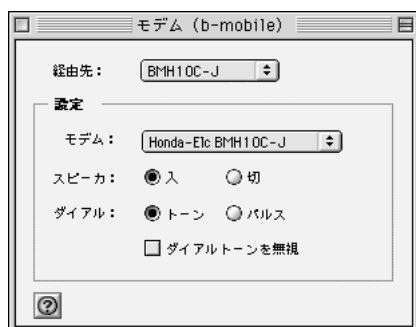 モデム (b-mobile)
経由先： BMH10C-J
設定
モデム： Honda-Elc BMH10C-J
スピーカ： 入 切
ダイアル： トーン パルス
ダイアルトーンを無視
?